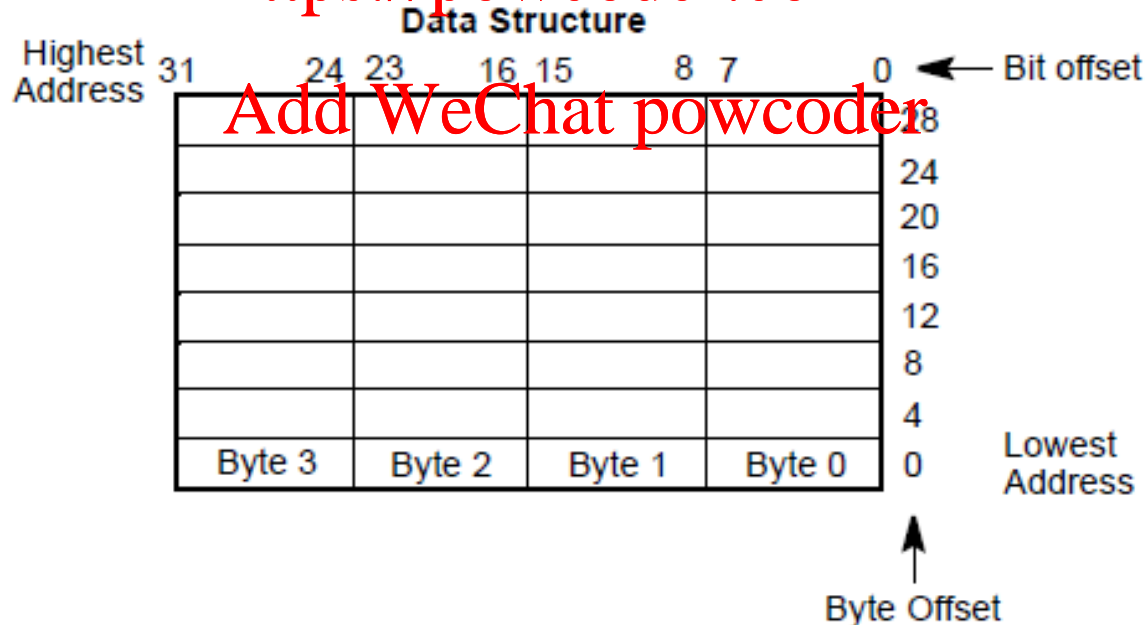 Data Structure
Highest
Address
31 24 23 16 15 8 7 0 Bit offset
Add WeChat powcoder
28
24
20
16
12
8
4
Byte 3 Byte 2 Byte 1 Byte 0 0
Lowest
Address
Byte Offset